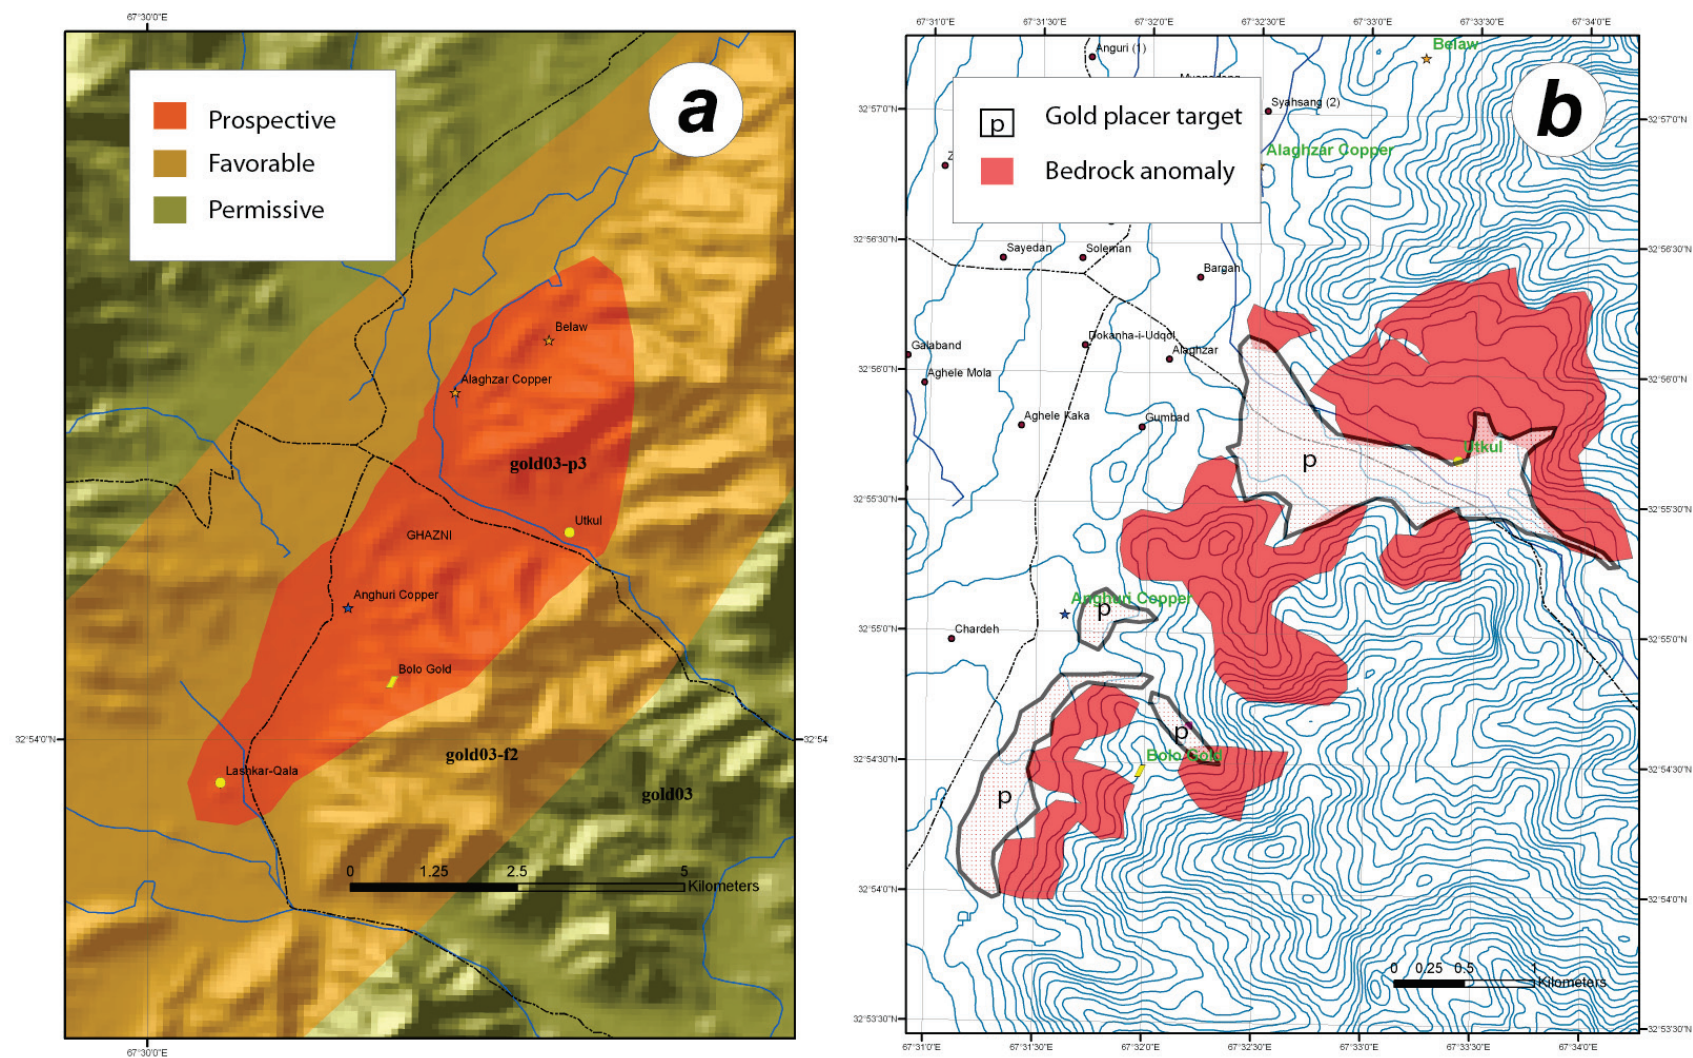 67°30'0"E
Prospective
Favorable
Permissive
a
Belaw
Alaghzar Copper
gold03-p3
Utkul
GHAZNI
Anghuri Copper
Bolo Gold
32°54'0"N
32°54
gold03-f2
Lashkar-Qala
gold03
0 1.25 2.5 5
Kilometers
67°30'0"E
67°31'0"E 67°31'30"E 67°32'0"E 67°32'30"E 67°33'0"E 67°33'30"E 67°34'0"E
Anguri (1)
Belaw
Gold placer target
p
Bedrock anomaly
b
Syahsang (2)
32°57'0"N
32°57'0"N
Alaghzar Copper
Z
32°56'30"N
32°56'30"N
Sayedan
Soleman
Bargan
Dokanha-i-Udqol
Galaband
Alaghzar
32°56'0"N
32°56'0"N
Aghele Mola
Aghele Kaka
Gumbad
Utkul
p
32°55'30"N
32°55'30"N
Anghuri Copper
p
Chardeh
32°55'0"N
32°55'0"N
p
Bolo Gold
32°54'30"N
32°54'30"N
p
32°54'0"N
32°54'0"N
0 0.25 0.5 1
Kilometers
32°53'30"N
32°53'30"N
67°31'0"E 67°31'30"E 67°32'0"E 67°32'30"E 67°33'0"E 67°33'30"E 67°34'0"E